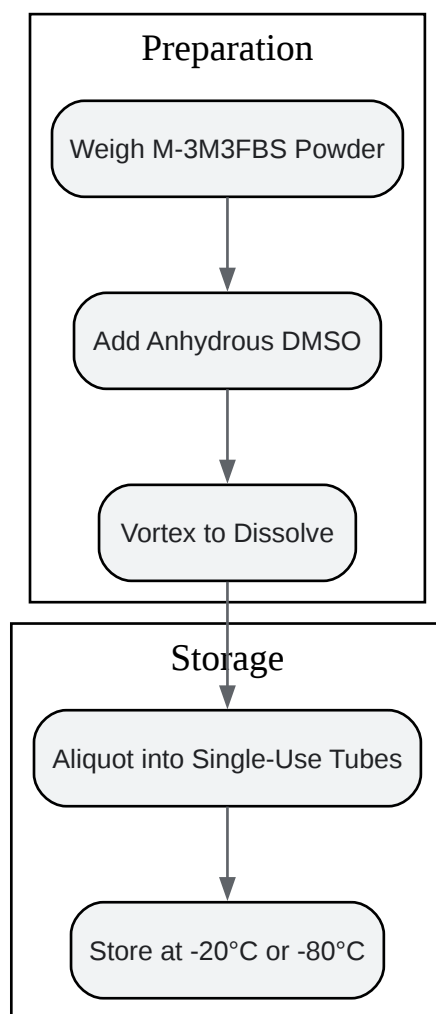 Preparation
Weigh M-3M3FBS Powder
Add Anhydrous DMSO
Vortex to Dissolve
Storage
Aliquot into Single-Use Tubes
Store at -20°C or -80°C